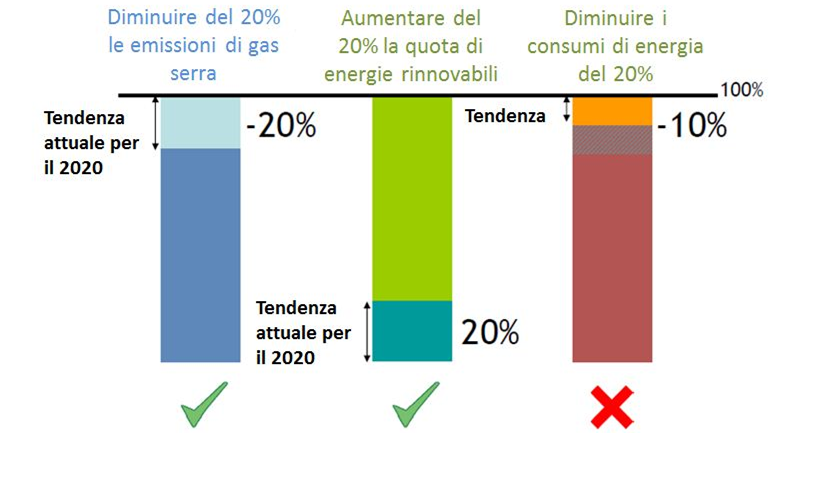 Diminuire del 20%
le emissioni di gas
serra
Aumentare del
20% la quota di
energie rinnovabili
Diminuire i
consumi di energia
del 20%
100%
Tendenza
attuale per
il 2020
-20%
Tendenza
-10%
Tendenza
attuale per
il 2020
20%